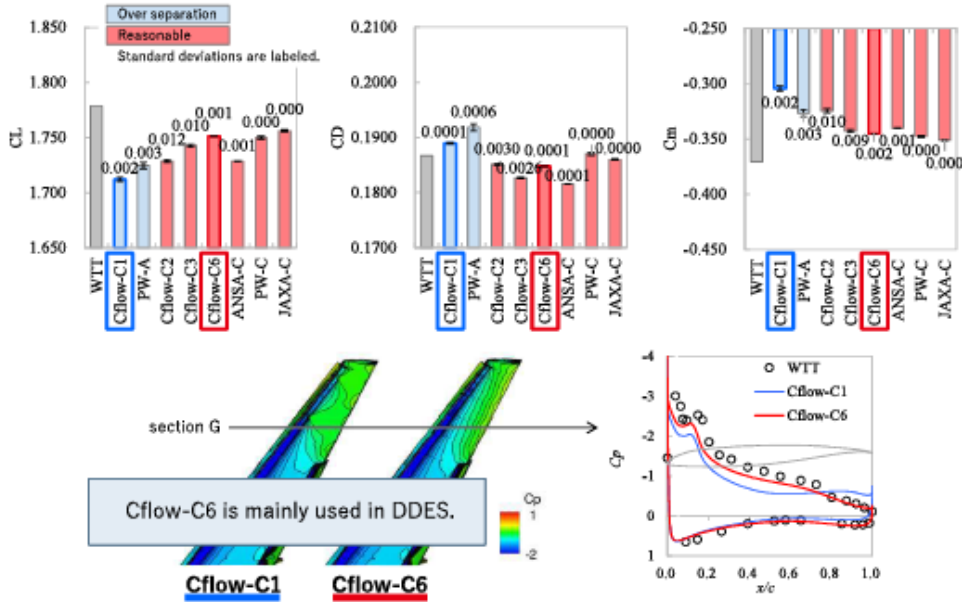 Over separation
Reasonable
Standard deviations are labeled.
CL
1.850
1.800
1.750
1.700
1.650
0.002
0.003
0.012
0.010
0.001
0.001
0.000
0.000
WTT
Cflow-C1
PW-A
Cflow-C2
Cflow-C3
Cflow-C6
ANSA-C
PW-C
JAXA-C
CD
0.2100
0.2000
0.1900
0.1800
0.1700
0.0001
0.0006
0.0030
0.0026
0.0001
0.0001
0.0000
0.0000
WTT
Cflow-C1
PW-A
Cflow-C2
Cflow-C3
Cflow-C6
ANSA-C
PW-C
JAXA-C
Cm
-0.250
-0.300
-0.350
-0.400
-0.450
0.002
0.003
0.010
0.009
0.002
0.001
0.000
0.000
WTT
Cflow-C1
PW-A
Cflow-C2
Cflow-C3
Cflow-C6
ANSA-C
PW-C
JAXA-C
section G
Cflow-C6 is mainly used in DDES.
Cp
1
-2
Cflow-C1
Cflow-C6
Cp
-4
-3
-2
-1
0
1
WTT
Cflow-C1
Cflow-C6
0.0
0.2
0.4
0.6
0.8
1.0
x/c